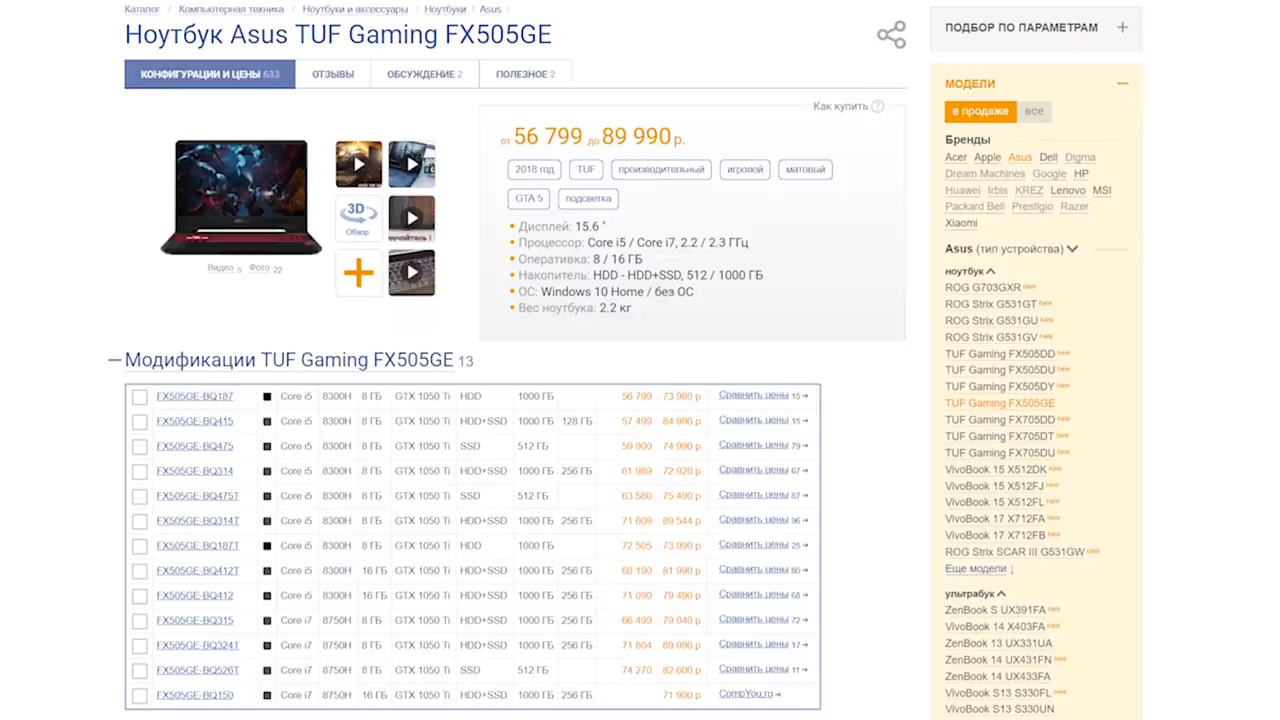 Каталог / Компьютерная техника / Ноутбуки и аксессуары / Ноутбуки / Asus /
Ноутбук Asus TUF Gaming FX505GE
КОНФИГУРАЦИИ И ЦЕНЫ 633 ОТЗЫВЫ ОБСУЖДЕНИЕ 2 ПОЛЕЗНОЕ 2
Как купить ?
от 56 799 до 89 990 р.
2018 год TUF производительный игровой матовый
GTA 5 подсветка
3D
Обзор
Видео 5 Фото 22
Дисплей: 15.6 "
Процессор: Core i5 / Core i7, 2.2 / 2.3 ГГц
Оперативка: 8 / 16 ГБ
Накопитель: HDD - HDD+SSD, 512 / 1000 ГБ
ОС: Windows 10 Home / без ОС
Вес ноутбука: 2.2 кг
Модификации TUF Gaming FX505GE 13
FX505GE-BQ187 Core i5 8300H 8 ГБ GTX 1050 Ti HDD 1000 ГБ 56 799 .. 73 980 р. Сравнить цены 15→
FX505GE-BQ415 Core i5 8300H 8 ГБ GTX 1050 Ti HDD+SSD 1000 ГБ 128 ГБ 57 499 .. 84 990 р. Сравнить цены 15→
FX505GE-BQ475 Core i5 8300H 8 ГБ GTX 1050 Ti SSD 512 ГБ 59 900 .. 74 990 р. Сравнить цены 79→
FX505GE-BQ314 Core i5 8300H 8 ГБ GTX 1050 Ti HDD+SSD 1000 ГБ 256 ГБ 61 989 .. 72 920 р. Сравнить цены 67→
FX505GE-BQ475T Core i5 8300H 8 ГБ GTX 1050 Ti SSD 512 ГБ 63 580 .. 75 490 р. Сравнить цены 87→
FX505GE-BQ314T Core i5 8300H 8 ГБ GTX 1050 Ti HDD+SSD 1000 ГБ 256 ГБ 71 609 .. 89 544 р. Сравнить цены 96→
FX505GE-BQ187T Core i5 8300H 8 ГБ GTX 1050 Ti HDD 1000 ГБ 72 505 .. 73 990 р. Сравнить цены 25→
FX505GE-BQ412T Core i5 8300H 16 ГБ GTX 1050 Ti HDD+SSD 1000 ГБ 256 ГБ 68 190 .. 81 990 р. Сравнить цены 80→
FX505GE-BQ412 Core i5 8300H 16 ГБ GTX 1050 Ti HDD+SSD 1000 ГБ 256 ГБ 71 090 .. 79 490 р. Сравнить цены 68→
FX505GE-BQ315 Core i7 8750H 8 ГБ GTX 1050 Ti HDD+SSD 1000 ГБ 256 ГБ 66 499 .. 79 040 р. Сравнить цены 72→
FX505GE-BQ324T Core i7 8750H 8 ГБ GTX 1050 Ti HDD+SSD 1000 ГБ 256 ГБ 71 804 .. 89 990 р. Сравнить цены 17→
FX505GE-BQ526T Core i7 8750H 8 ГБ GTX 1050 Ti SSD 512 ГБ 74 270 .. 82 600 р. Сравнить цены 11→
FX505GE-BQ150 Core i7 8750H 16 ГБ GTX 1050 Ti HDD+SSD 1000 ГБ 256 ГБ 71 900 р. CompYou.ru→
ПОДБОР ПО ПАРАМЕТРАМ +
МОДЕЛИ
в продаже все
Бренды
Acer Apple Asus Dell Digma
Dream Machines Google HP
Huawei Irbis KREZ Lenovo MSI
Packard Bell Prestigio Razer
Xiaomi
Asus (тип устройства)
ноутбук
ROG G703GXR new
ROG Strix G531GT new
ROG Strix G531GU new
ROG Strix G531GV new
TUF Gaming FX505DD new
TUF Gaming FX505DU new
TUF Gaming FX505DY new
TUF Gaming FX505GE
TUF Gaming FX705DD new
TUF Gaming FX705DT new
TUF Gaming FX705DU new
VivoBook 15 X512DK new
VivoBook 15 X512FJ new
VivoBook 15 X512FL new
VivoBook 17 X712FA new
VivoBook 17 X712FB new
ROG Strix SCAR III G531GW new
Еще модели ↓
ультрабук
ZenBook S UX391FA new
VivoBook 14 X403FA new
ZenBook 13 UX331UA
ZenBook 14 UX431FN new
ZenBook 14 UX433FA
VivoBook S13 S330FL new
VivoBook S13 S330UN